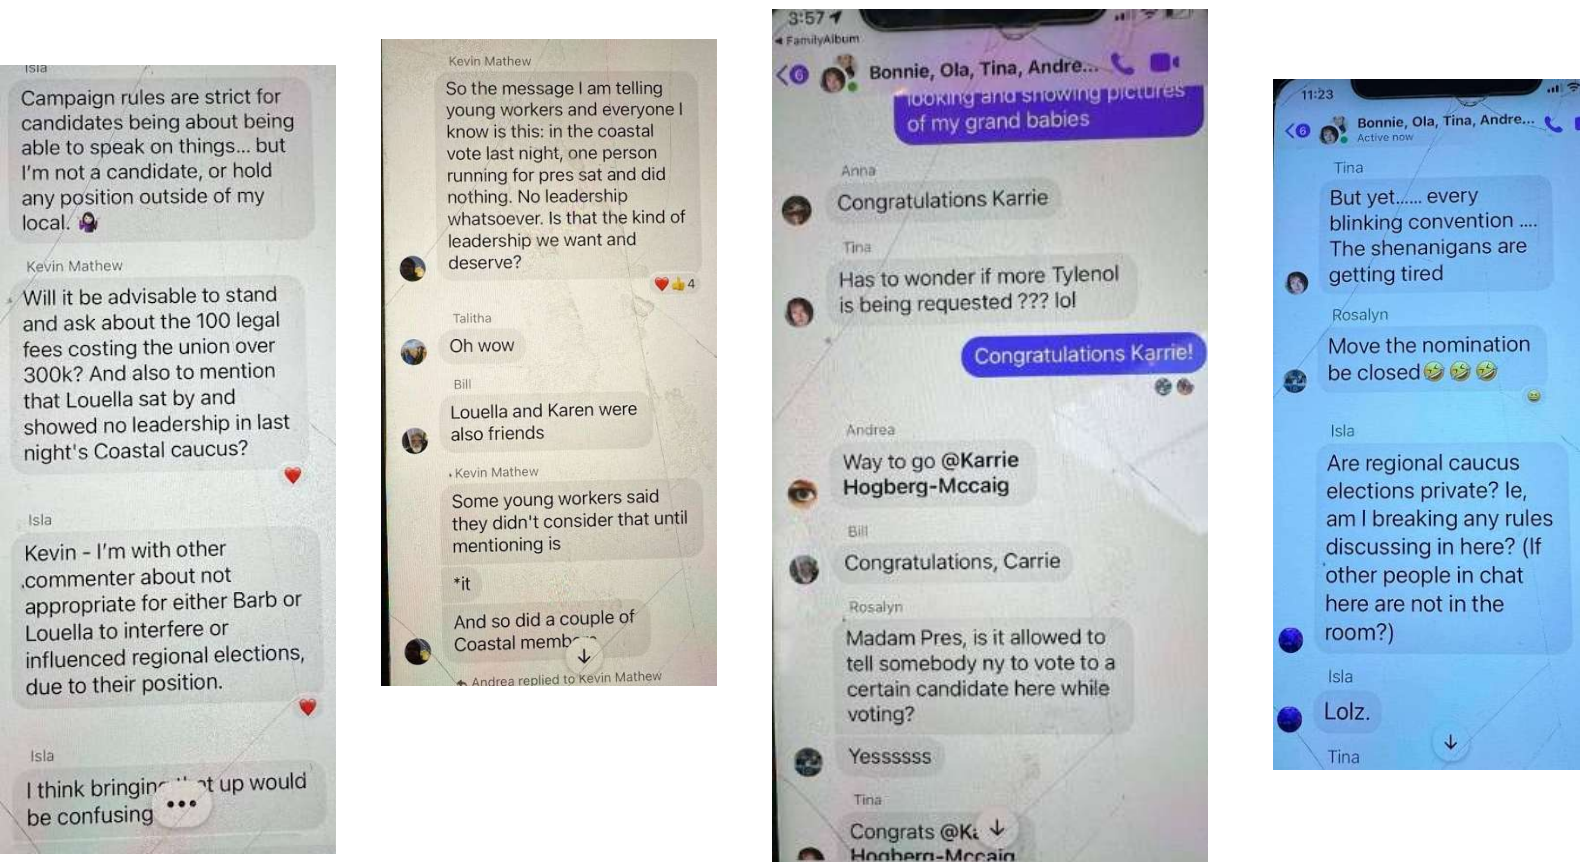 Isla
Campaign rules are strict for
candidates being about being
able to speak on things... but
I'm not a candidate, or hold
any position outside of my
local.
Kevin Mathew
Will it be advisable to stand
and ask about the 100 legal
fees costing the union over
300k? And also to mention
that Louella sat by and
showed no leadership in last
night's Coastal caucus?
Isla
Kevin - I'm with other
commenter about not
appropriate for either Barb or
Louella to interfere or
influenced regional elections,
due to their position.
Isla
I think bringing up would
be confusing
Kevin Mathew
So the message I am telling
young workers and everyone I
know is this: in the coastal
vote last night, one person
running for pres sat and did
nothing. No leadership
whatsoever. Is that the kind of
leadership we want and
deserve?
4
Talitha
Oh wow
Bill
Louella and Karen were
also friends
Kevin Mathew
Some young workers said
they didn't consider that until
mentioning is
*it
And so did a couple of
Coastal members
Andrea replied to Kevin Mathew
3:57
FamilyAlbum
6
Bonnie, Ola, Tina, Andre...
looking and showing pictures
of my grand babies
Anna
Congratulations Karrie
Tina
Has to wonder if more Tylenol
is being requested ??? lol
Congratulations Karrie!
Andrea
Way to go @Karrie
Hogberg-Mccaig
Bill
Congratulations, Carrie
Rosalyn
Madam Pres, is it allowed to
tell somebody ny to vote to a
certain candidate here while
voting?
Yessssss
Tina
Congrats @Ka
Hogberg-Mccaig
11:23
6
Bonnie, Ola, Tina, Andre...
Active now
Tina
But yet...... every
blinking convention ....
The shenanigans are
getting tired
Rosalyn
Move the nomination
be closed
Isla
Are regional caucus
elections private? Ie,
am I breaking any rules
discussing in here? (If
other people in chat
here are not in the
room?)
Isla
Lolz.
Tina